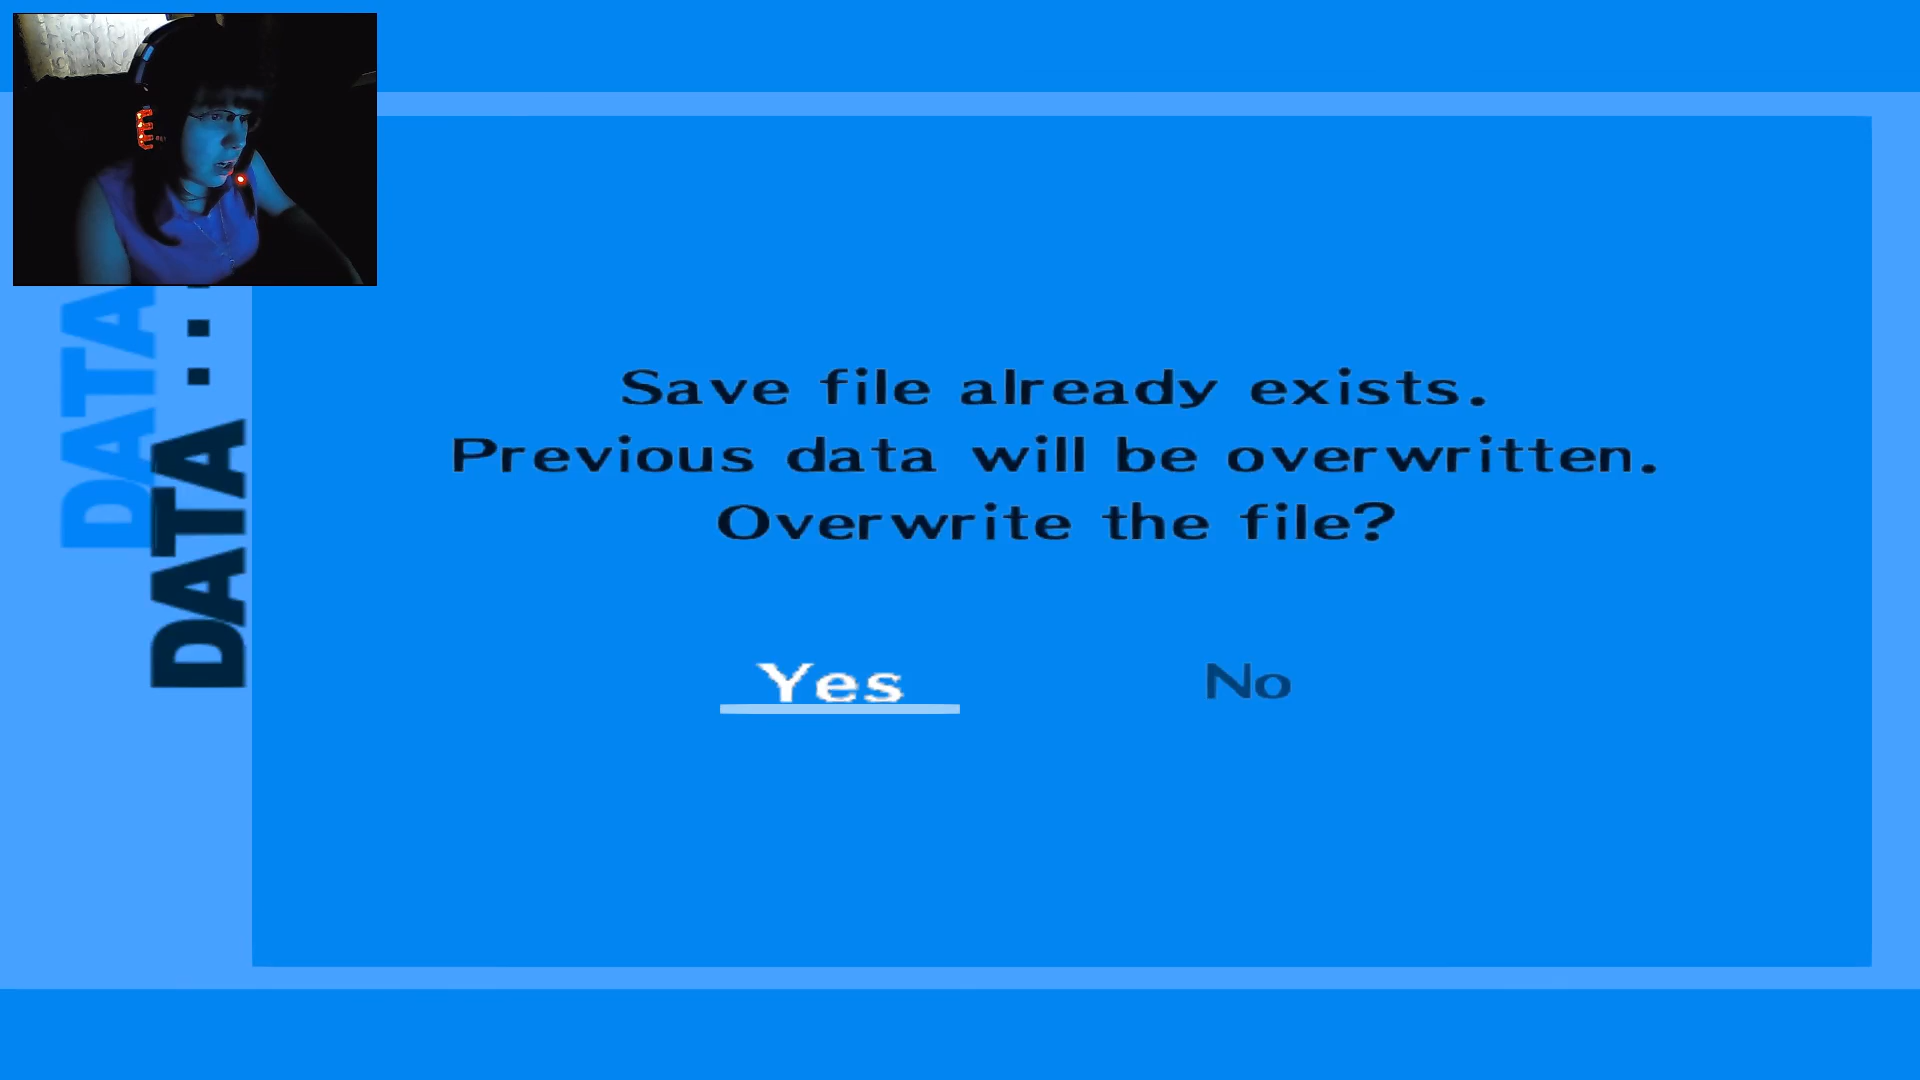 DATA
DATA
Save file already exists.
Previous data will be overwritten.
Overwrite the file?
Yes
No